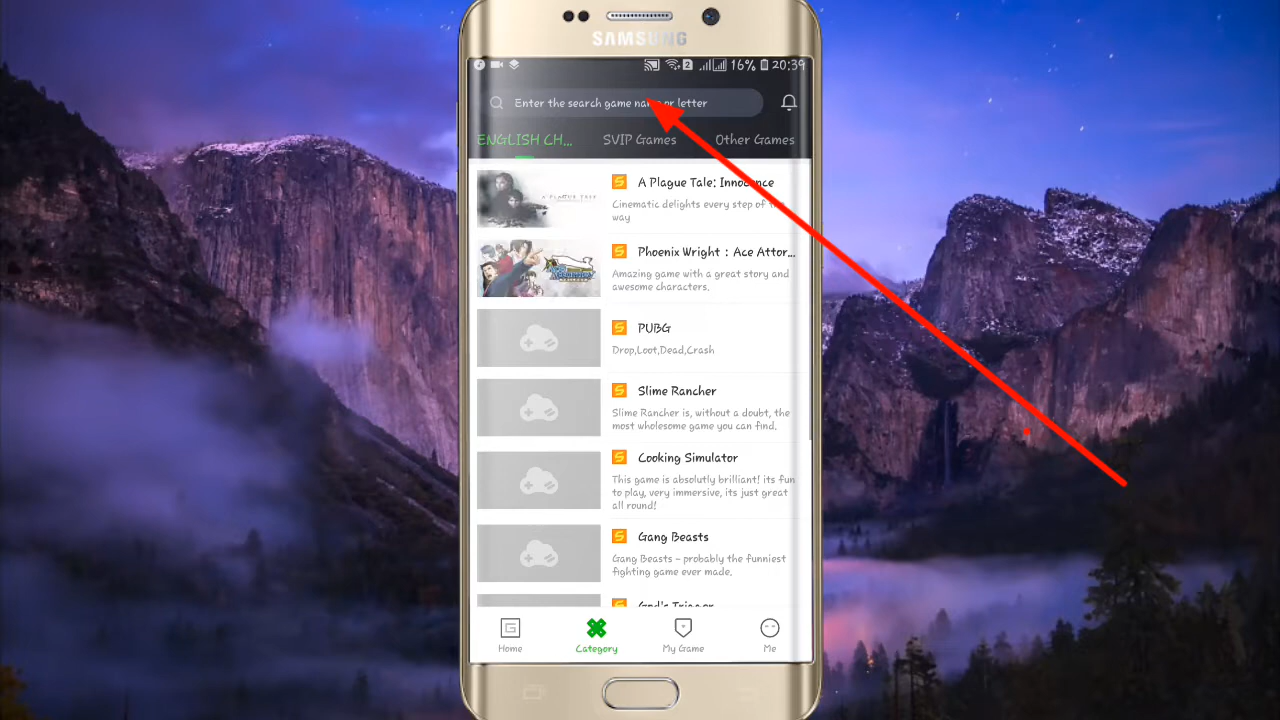 SAMSUNG
2 16% 20:39
Enter the search game name or letter
ENGLISH CH... SVIP Games Other Games
A Plague Tale: Innocence
Cinematic delights every step of the
way
Phoenix Wright : Ace Attor...
Amazing game with a great story and
awesome characters.
PUBG
Drop,Loot,Dead,Crash
Slime Rancher
Slime Rancher is, without a doubt, the
most wholesome game you can find.
Cooking Simulator
This game is absolutly brilliant! its fun
to play, very immersive, its just great
all round!
Gang Beasts
Gang Beasts - probably the funniest
fighting game ever made.
God's Trigger
Home Category My Game Me